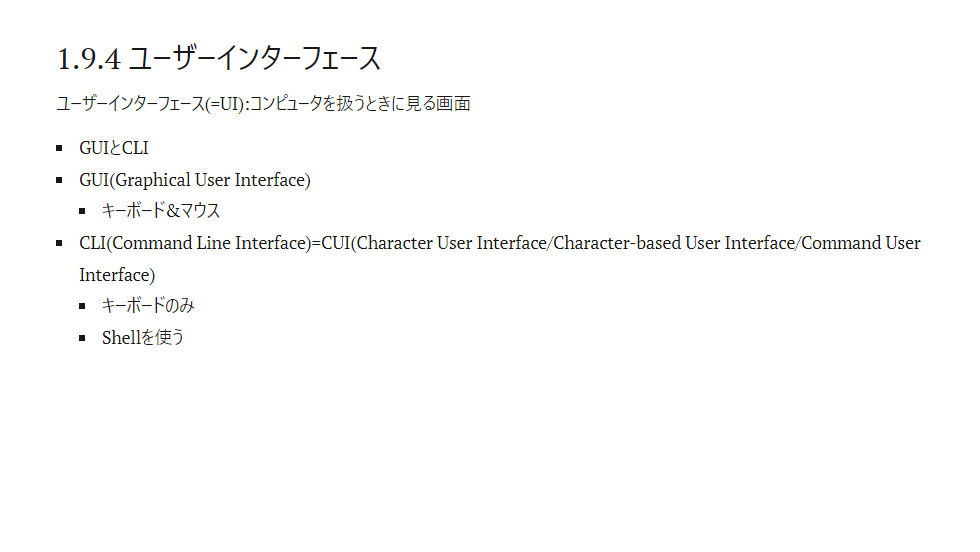 1.9.4 ユーザーインターフェース
ユーザーインターフェース(=UI):コンピュータを扱うときに見る画面
GUIとCLI
GUI(Graphical User Interface)
キーボード&マウス
CLI(Command Line Interface)=CUI(Character User Interface/Character-based User Interface/Command User
Interface)
キーボードのみ
Shellを使う